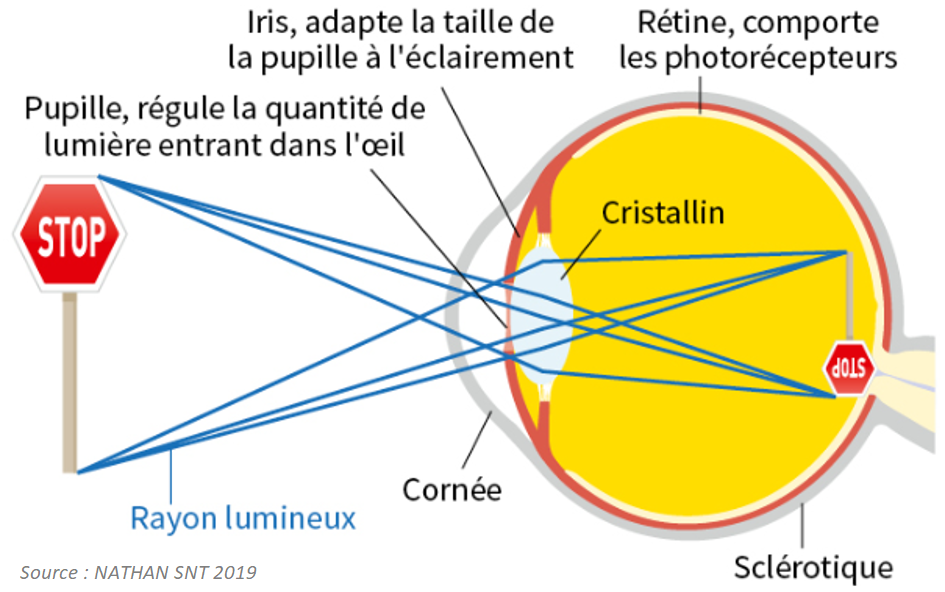 Iris, adapte la taille de
la pupille à l'éclairement
Rétine, comporte
les photorécepteurs
Pupille, régule la quantité de
lumière entrant dans l'œil
STOP
Cristallin
STOP
Cornée
Rayon lumineux
Sclérotique
Source : NATHAN SNT 2019